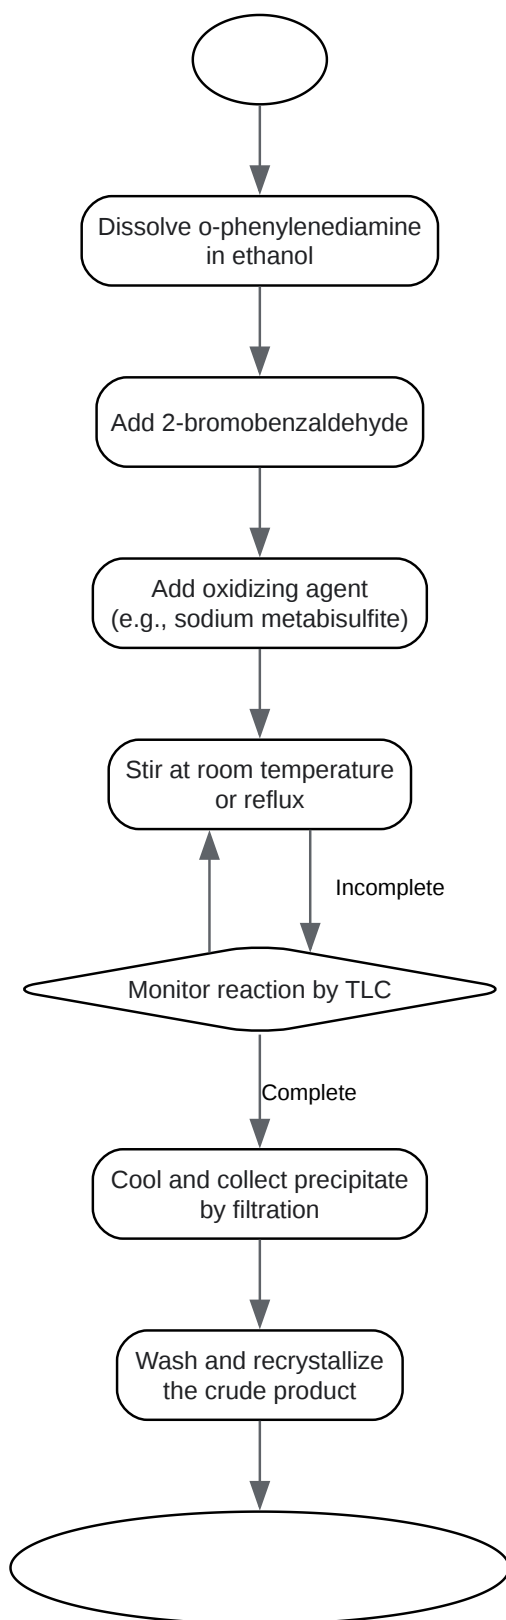 Dissolve o-phenylenediamine
in ethanol
Add 2-bromobenzaldehyde
Add oxidizing agent
(e.g., sodium metabisulfite)
Stir at room temperature
or reflux
Incomplete
Monitor reaction by TLC
Complete
Cool and collect precipitate
by filtration
Wash and recrystallize
the crude product